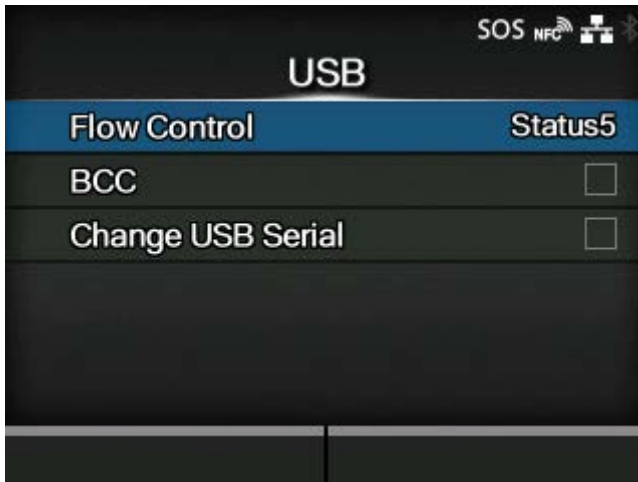 SOS NFC
USB
Flow Control Status5
BCC
Change USB Serial